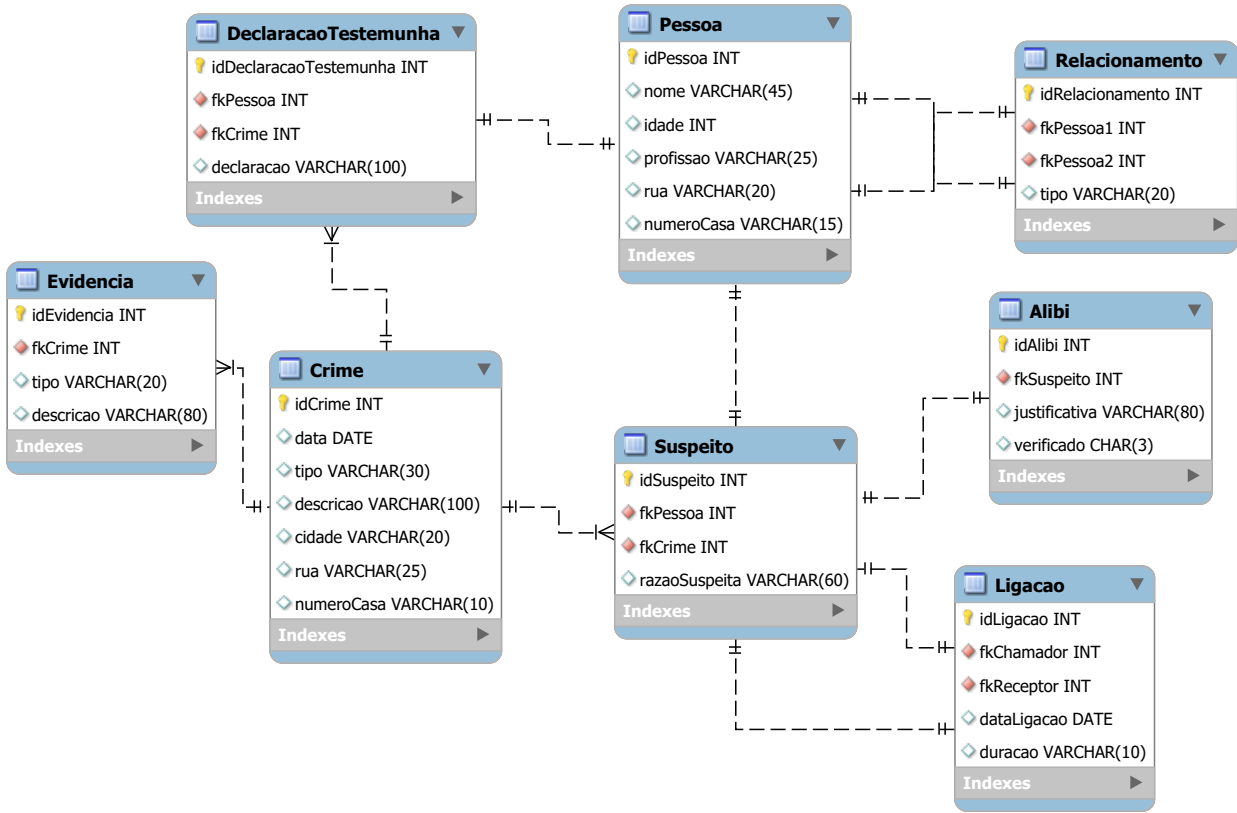 DeclaracaoTestemunha
idDeclaracaoTestemunha INT
fkPessoa INT
fkCrime INT
declaracao VARCHAR(100)
Indexes
Pessoa
idPessoa INT
nome VARCHAR(45)
idade INT
profissao VARCHAR(25)
rua VARCHAR(20)
numeroCasa VARCHAR(15)
Indexes
Relacionamento
idRelacionamento INT
fkPessoa1 INT
fkPessoa2 INT
tipo VARCHAR(20)
Indexes
Evidencia
idEvidencia INT
fkCrime INT
tipo VARCHAR(20)
descricao VARCHAR(80)
Indexes
Crime
idCrime INT
data DATE
tipo VARCHAR(30)
descricao VARCHAR(100)
cidade VARCHAR(20)
rua VARCHAR(25)
numeroCasa VARCHAR(10)
Indexes
Suspeito
idSuspeito INT
fkPessoa INT
fkCrime INT
razaoSuspeita VARCHAR(60)
Indexes
Alibi
idAlibi INT
fkSuspeito INT
justificativa VARCHAR(80)
verificado CHAR(3)
Indexes
Ligacao
idLigacao INT
fkChamador INT
fkReceptor INT
dataLigacao DATE
duracao VARCHAR(10)
Indexes